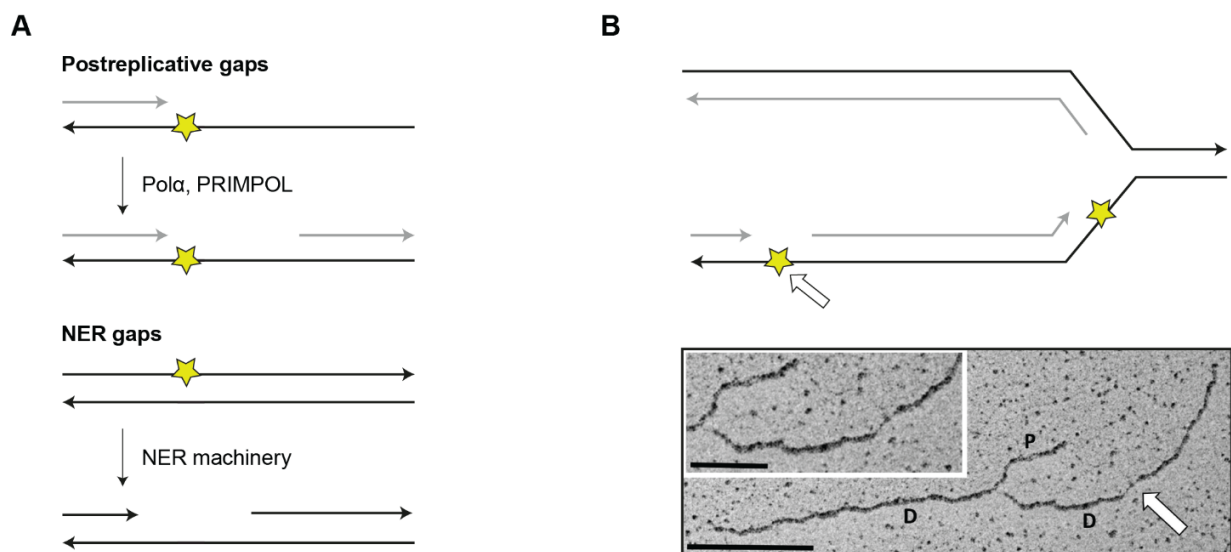 A
Postreplicative gaps
Polα, PRIMPOL
NER gaps
NER machinery
B
P
D
D